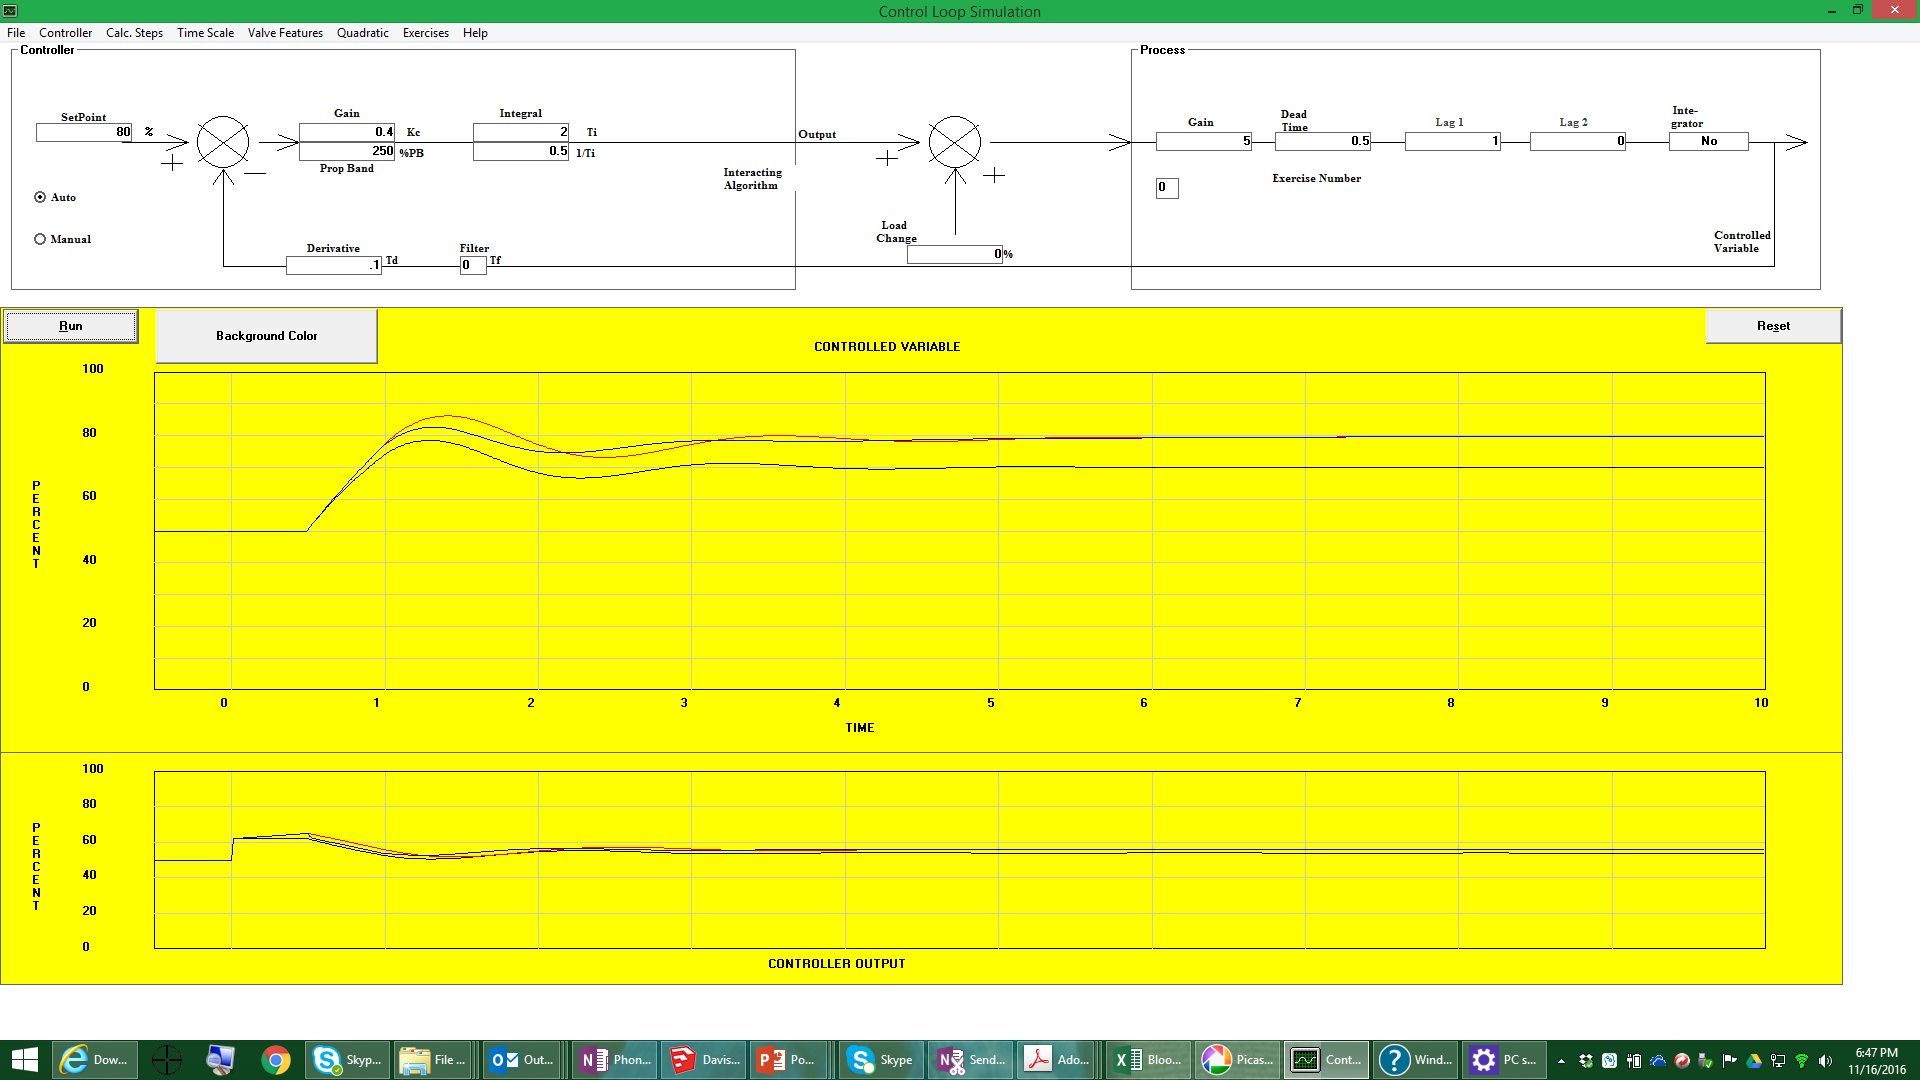 Control Loop Simulation
File Controller Calc. Steps Time Scale Valve Features Quadratic Exercises Help
Controller
Process
SetPoint
80 %
Gain
0.4 Kc
250 %PB
Prop Band
Integral
2 Ti
0.5 1/Ti
Output
Interacting
Algorithm
Auto
Manual
Derivative
.1 Td
Filter
0 Tf
Load
Change
0 %
Gain
5
Dead
Time
0.5
Lag 1
1
Lag 2
0
Inte-
grator
No
0
Exercise Number
Controlled
Variable
Run
Background Color
Reset
CONTROLLED VARIABLE
PERCENT
100
80
60
40
20
0
0 1 2 3 4 5 6 7 8 9 10
TIME
PERCENT
100
80
60
40
20
0
CONTROLLER OUTPUT
Dow...
Skyp...
File ...
Out...
Phon...
Davis...
Po...
Skype
Send...
Ado...
Bloo...
Picas...
Cont...
Wind...
PC s...
6:47 PM
11/16/2016